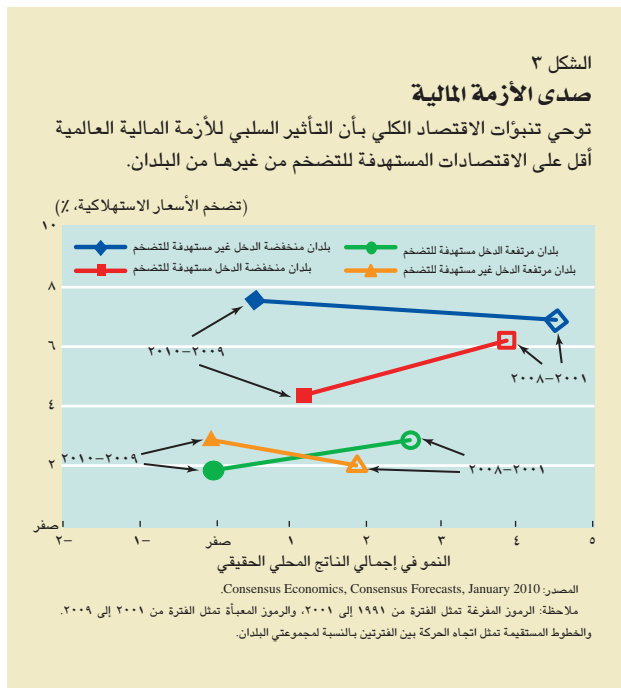 الشكل ٣
صدى الأزمة المالية
توحي تنبؤات الاقتصاد الكلي بأن التأثير السلبي للأزمة المالية العالمية
أقل على الاقتصادات المستهدفة للتضخم من غيرها من البلدان.
(تضخم الأسعار الاستهلاكية، ٪)
١٠
بلدان مرتفعة الدخل مستهدفة للتضخم
بلدان منخفضة الدخل غير مستهدفة للتضخم
بلدان مرتفعة الدخل غير مستهدفة للتضخم
بلدان منخفضة الدخل مستهدفة للتضخم
٨
٦
٢٠٠٩–٢٠١٠
٢٠٠١–٢٠٠٨
٤
٢
٢٠٠٩–٢٠١٠
٢٠٠١–٢٠٠٨
صفر
٢– ١– صفر ١ ٢ ٣ ٤ ٥
النمو في إجمالي الناتج المحلي الحقيقي
المصدر: Consensus Economics, Consensus Forecasts, January 2010.
ملاحظة: الرموز المفرغة تمثل الفترة من ١٩٩١ إلى ٢٠٠١، والرموز المعبأة تمثل الفترة من ٢٠٠١ إلى ٢٠٠٩.
والخطوط المستقيمة تمثل اتجاه الحركة بين الفترتين بالنسبة لمجموعتي البلدان.